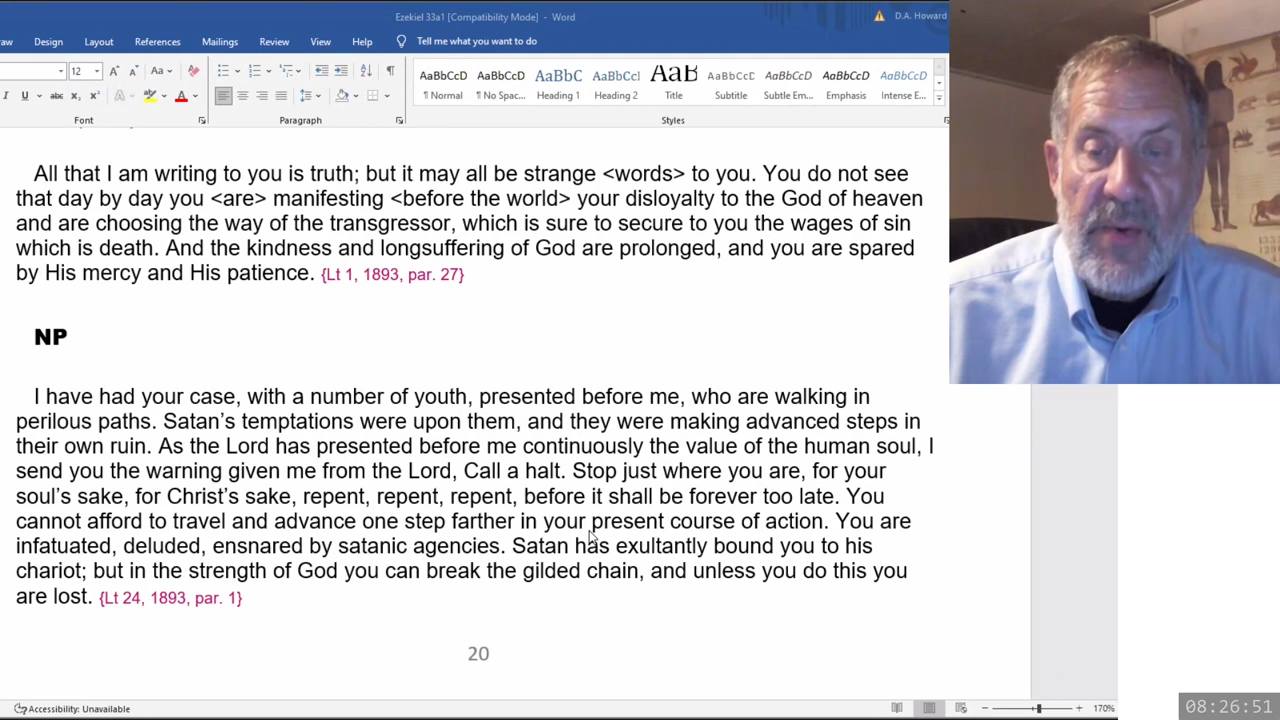 Ezekiel 33a1 [Compatibility Mode] - Word
D.A. Howard
aw Design Layout References Mailings Review View Help Tell me what you want to do
12 Aa
AaBbCcD AaBbCcD AaBbC AaBbCcl AaB AaBbCcD AaBbCcD AaBbCcD AaBbCcD
¶ Normal ¶ No Spac... Heading 1 Heading 2 Title Subtitle Subtle Em... Emphasis Intense E...
Font Paragraph Styles
All that I am writing to you is truth; but it may all be strange <words> to you. You do not see
that day by day you <are> manifesting <before the world> your disloyalty to the God of heaven
and are choosing the way of the transgressor, which is sure to secure to you the wages of sin
which is death. And the kindness and longsuffering of God are prolonged, and you are spared
by His mercy and His patience. {Lt 1, 1893, par. 27}
NP
I have had your case, with a number of youth, presented before me, who are walking in
perilous paths. Satan’s temptations were upon them, and they were making advanced steps in
their own ruin. As the Lord has presented before me continuously the value of the human soul, I
send you the warning given me from the Lord, Call a halt. Stop just where you are, for your
soul’s sake, for Christ’s sake, repent, repent, repent, before it shall be forever too late. You
cannot afford to travel and advance one step farther in your present course of action. You are
infatuated, deluded, ensnared by satanic agencies. Satan has exultantly bound you to his
chariot; but in the strength of God you can break the gilded chain, and unless you do this you
are lost. {Lt 24, 1893, par. 1}
20
Accessibility: Unavailable
170%
08:26:51